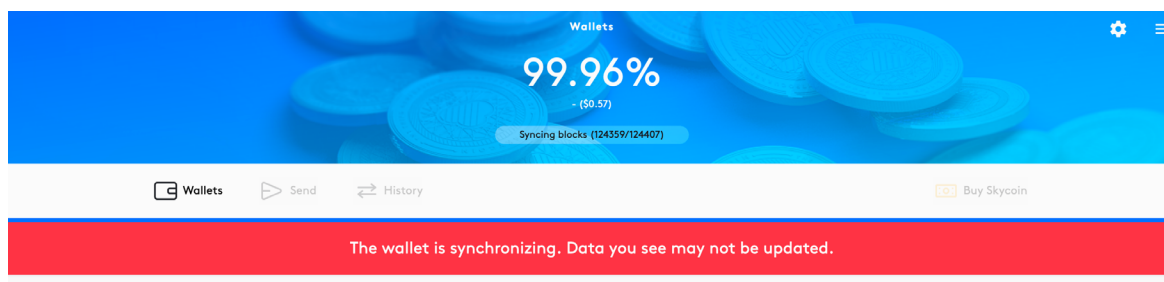 Wallets
99.96%
- ($0.57)
Syncing blocks (124359/124407)
Wallets Send History Buy Skycoin
The wallet is synchronizing. Data you see may not be updated.